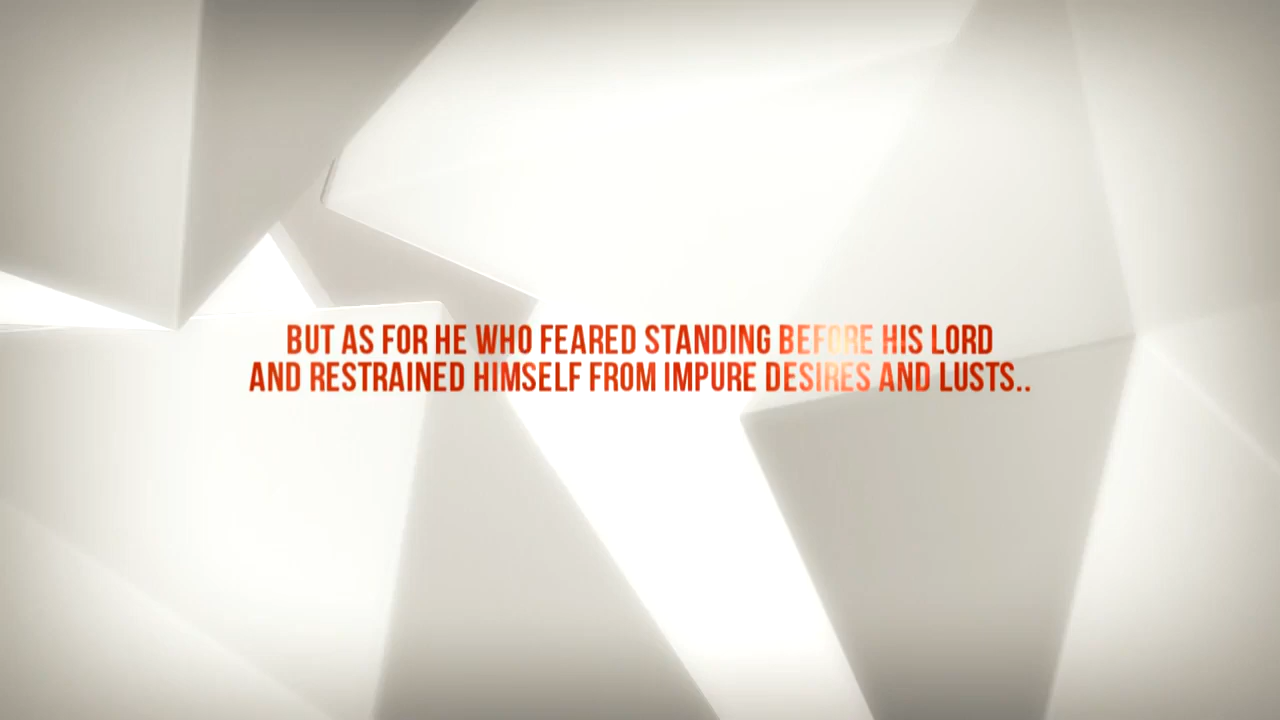 BUT AS FOR HE WHO FEARED STANDING BEFORE HIS LORD
AND RESTRAINED HIMSELF FROM IMPURE DESIRES AND LUSTS..